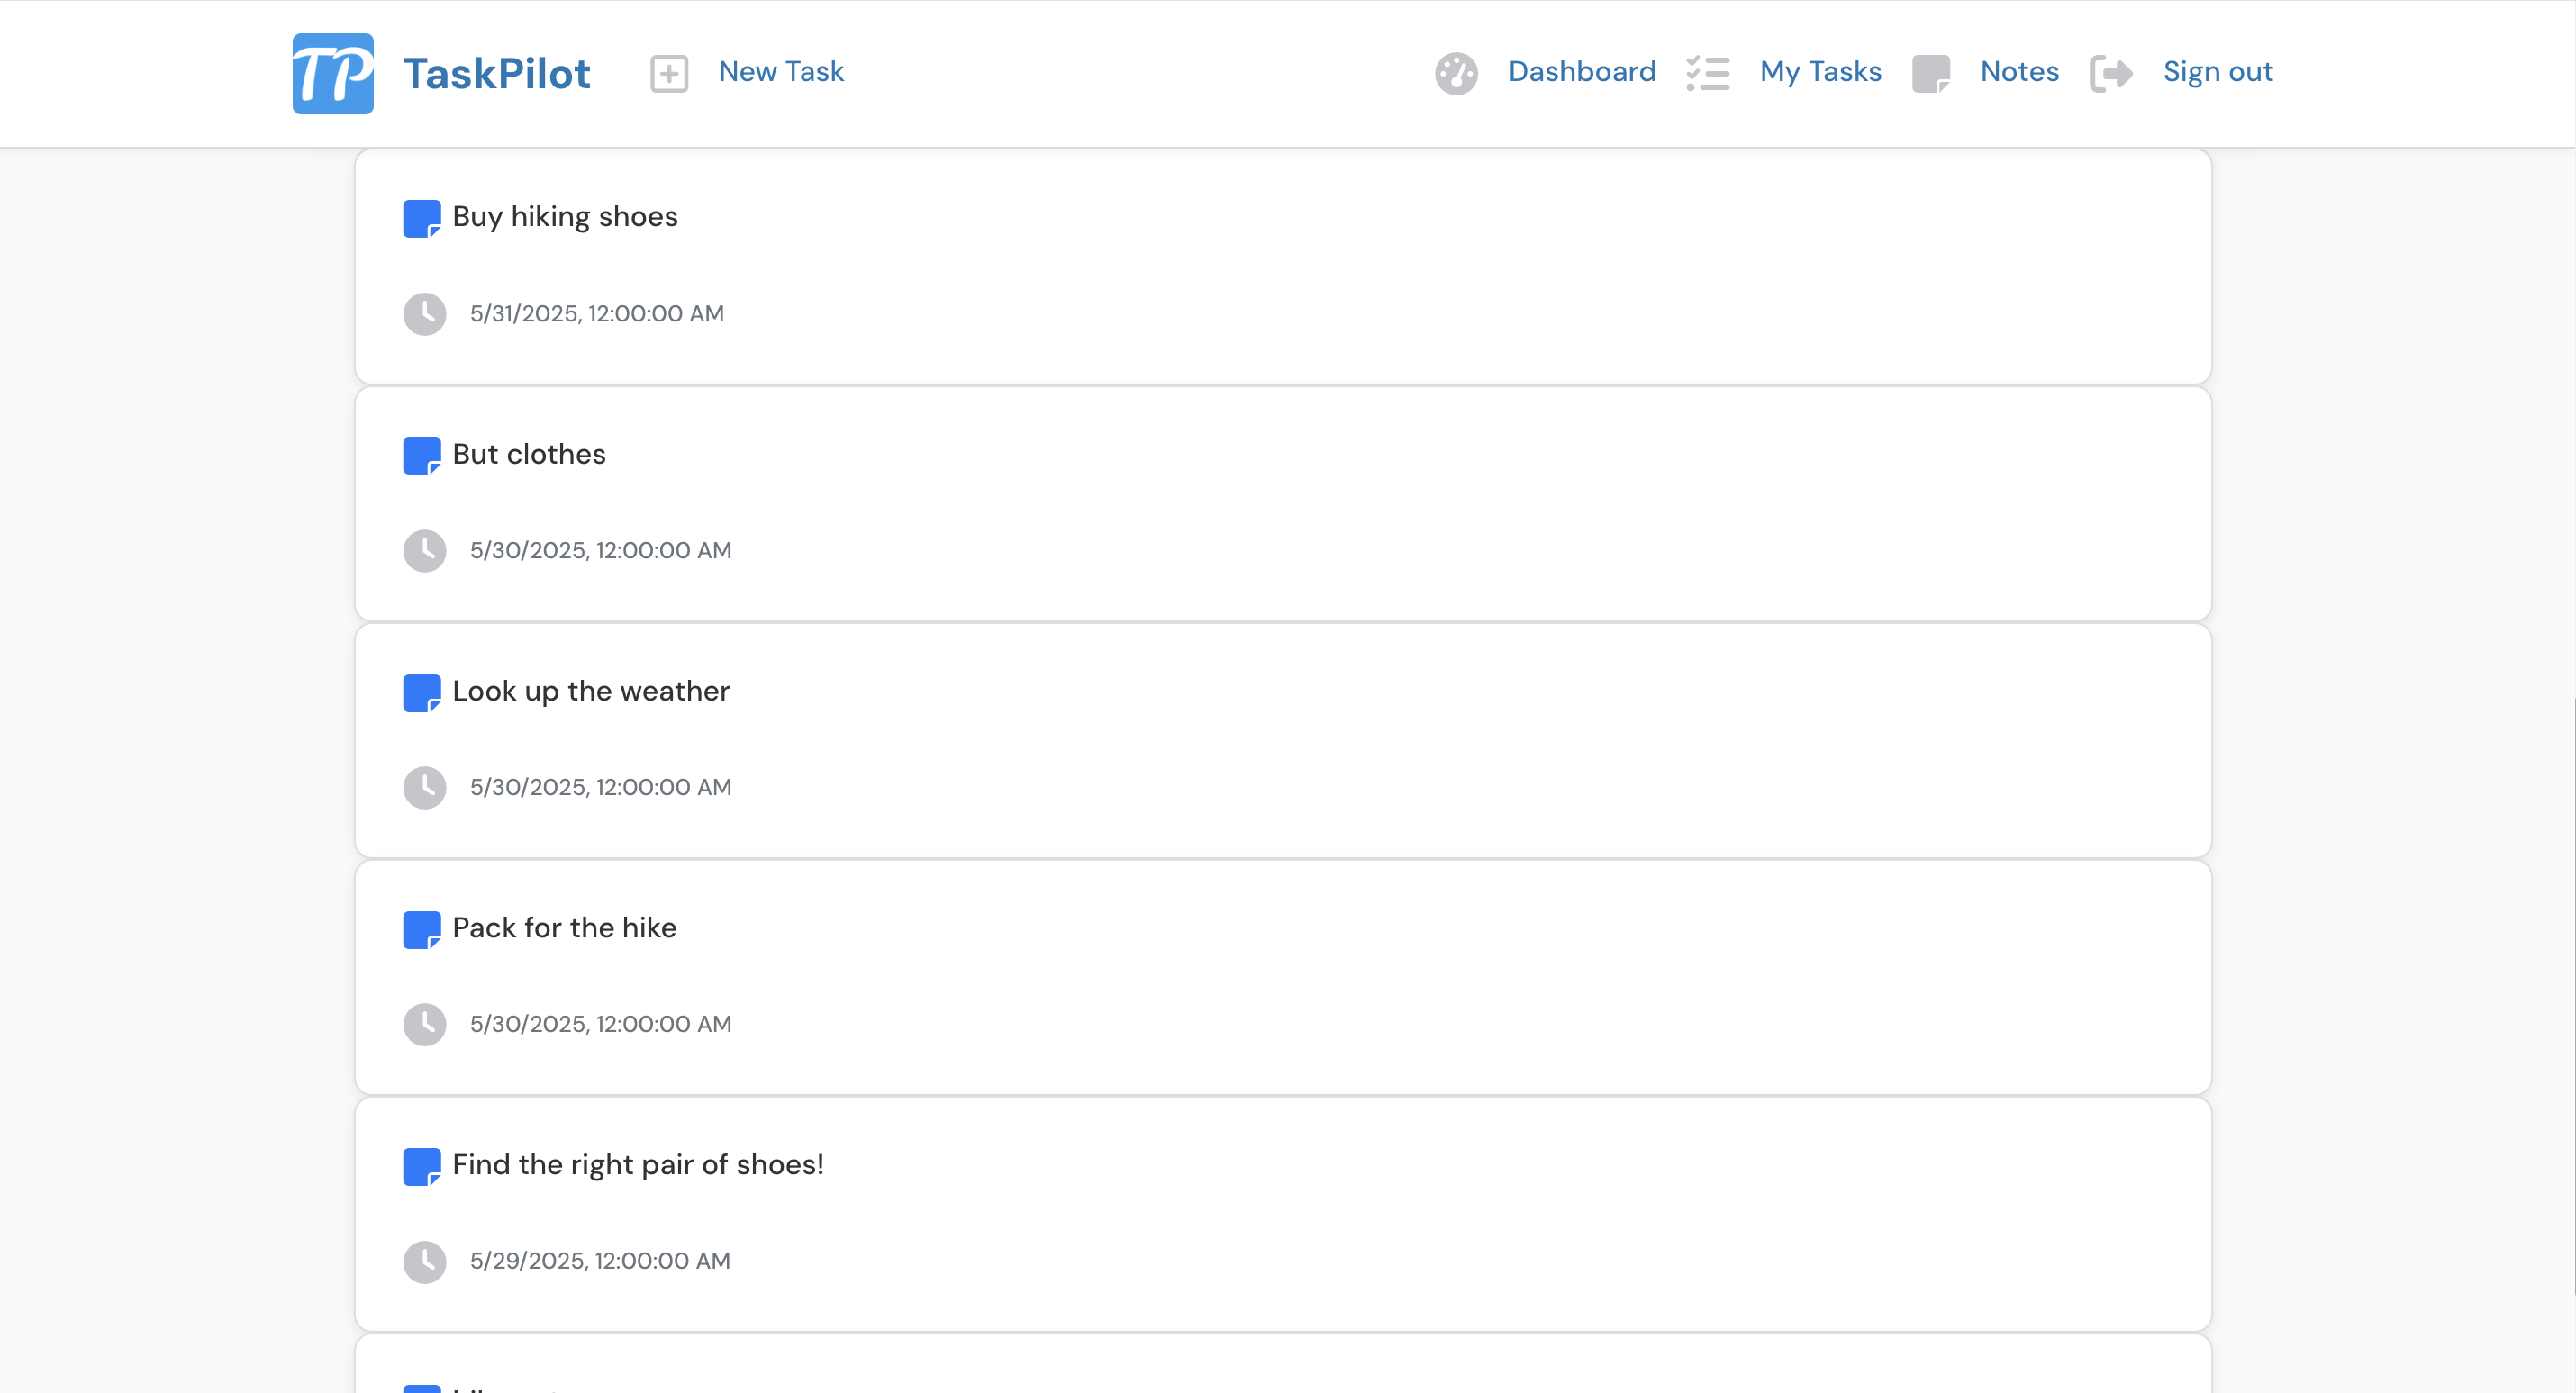 TP TaskPilot New Task Dashboard My Tasks Notes Sign out
Buy hiking shoes
5/31/2025, 12:00:00 AM
But clothes
5/30/2025, 12:00:00 AM
Look up the weather
5/30/2025, 12:00:00 AM
Pack for the hike
5/30/2025, 12:00:00 AM
Find the right pair of shoes!
5/29/2025, 12:00:00 AM